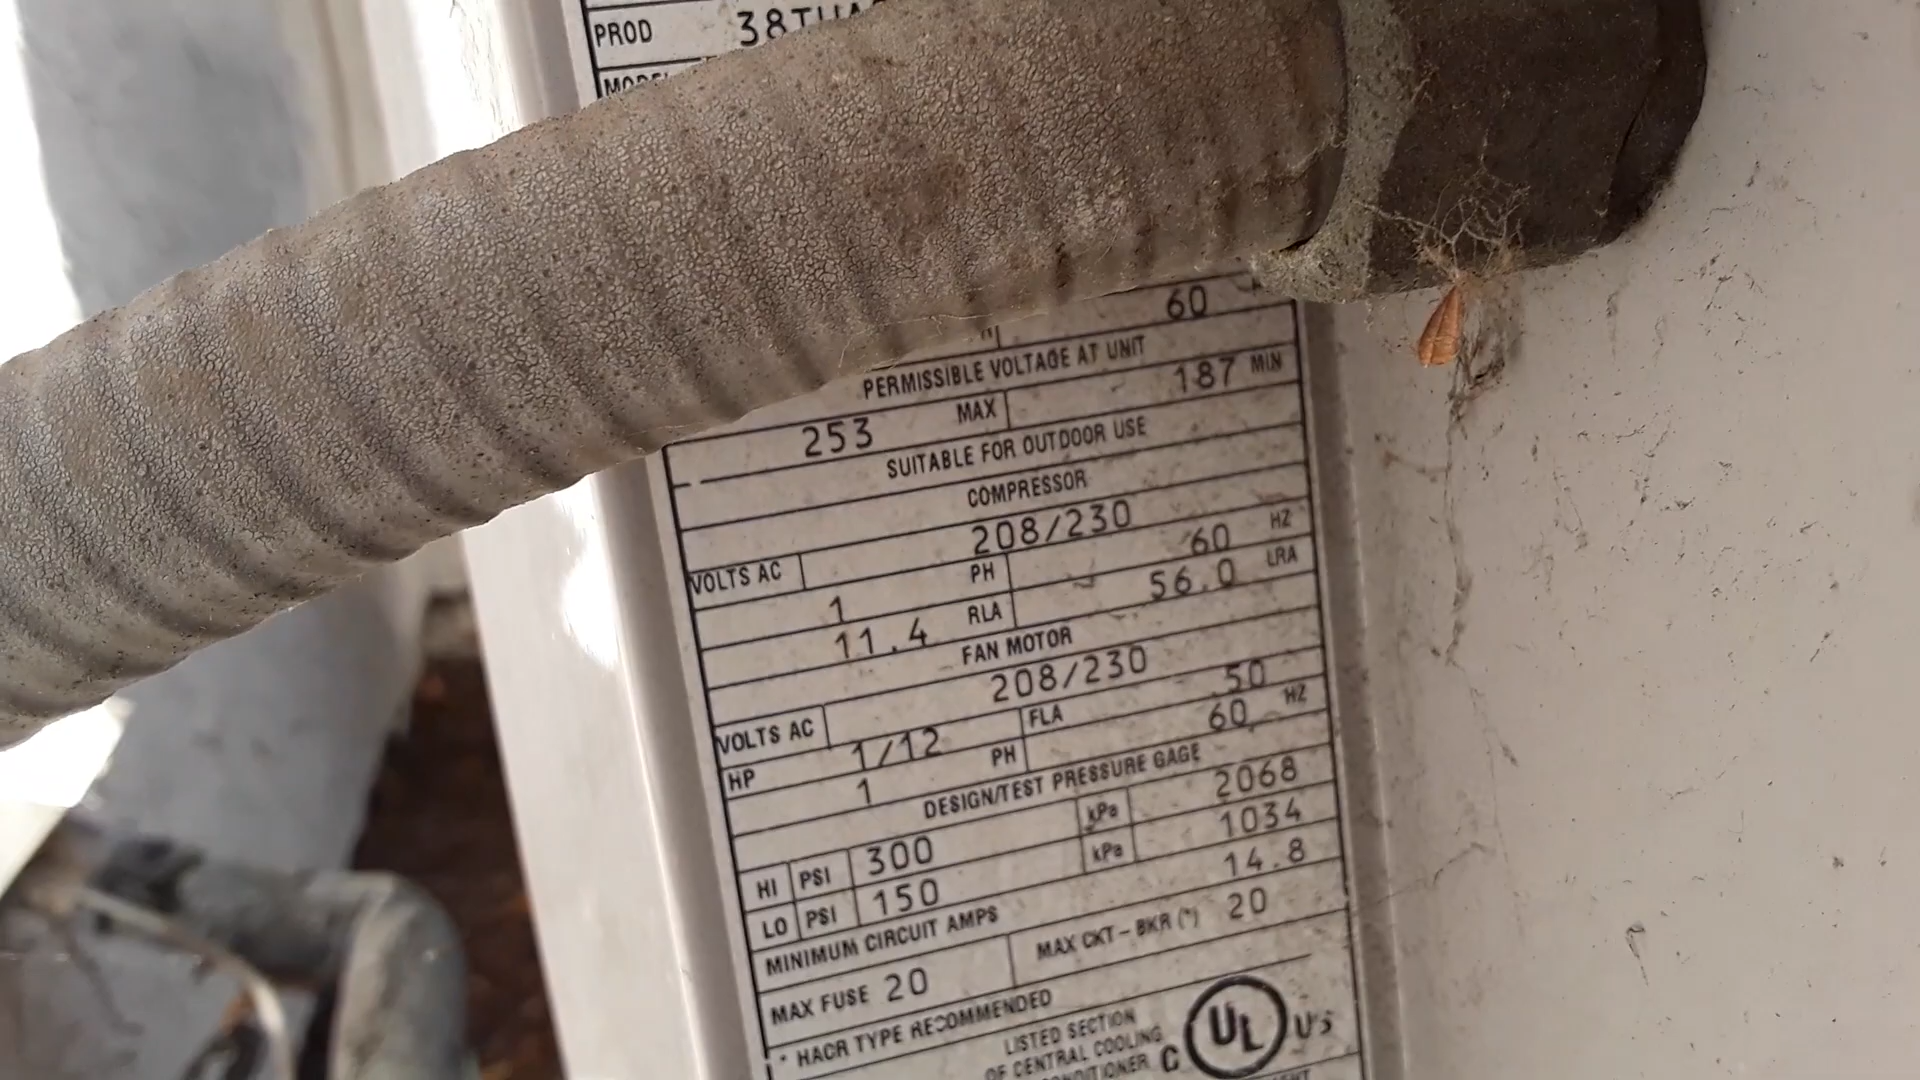 PROD 38TUA
60
PERMISSIBLE VOLTAGE AT UNIT
253 MAX 187 MIN
SUITABLE FOR OUTDOOR USE
COMPRESSOR
VOLTS AC 208/230
1 PH 60 HZ
11.4 RLA 56.0 LRA
FAN MOTOR
VOLTS AC 208/230
HP 1/12 FLA .50
1 PH 60 HZ
DESIGN/TEST PRESSURE GAGE
HI PSI 300 kPa 2068
LO PSI 150 kPa 1034
MINIMUM CIRCUIT AMPS 14.8
MAX FUSE 20 MAX CKT-BKR (*) 20
* HACR TYPE RECOMMENDED
LISTED SECTION
OF CENTRAL COOLING
C UL US